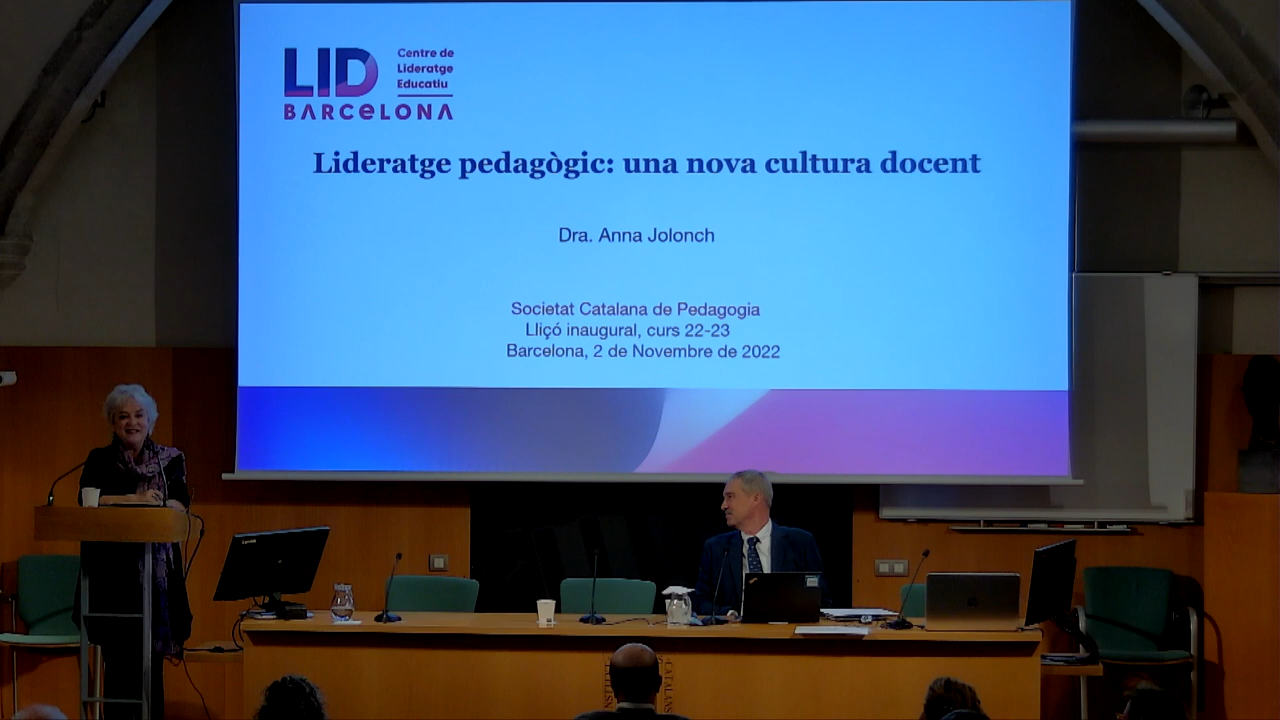 LID
Centre de
Lideratge
Educatiu
BARCELONA
Lideratge pedagògic: una nova cultura docent
Dra. Anna Jolonch
Societat Catalana de Pedagogia
Lliçó inaugural, curs 22-23
Barcelona, 2 de Novembre de 2022
CATALANS